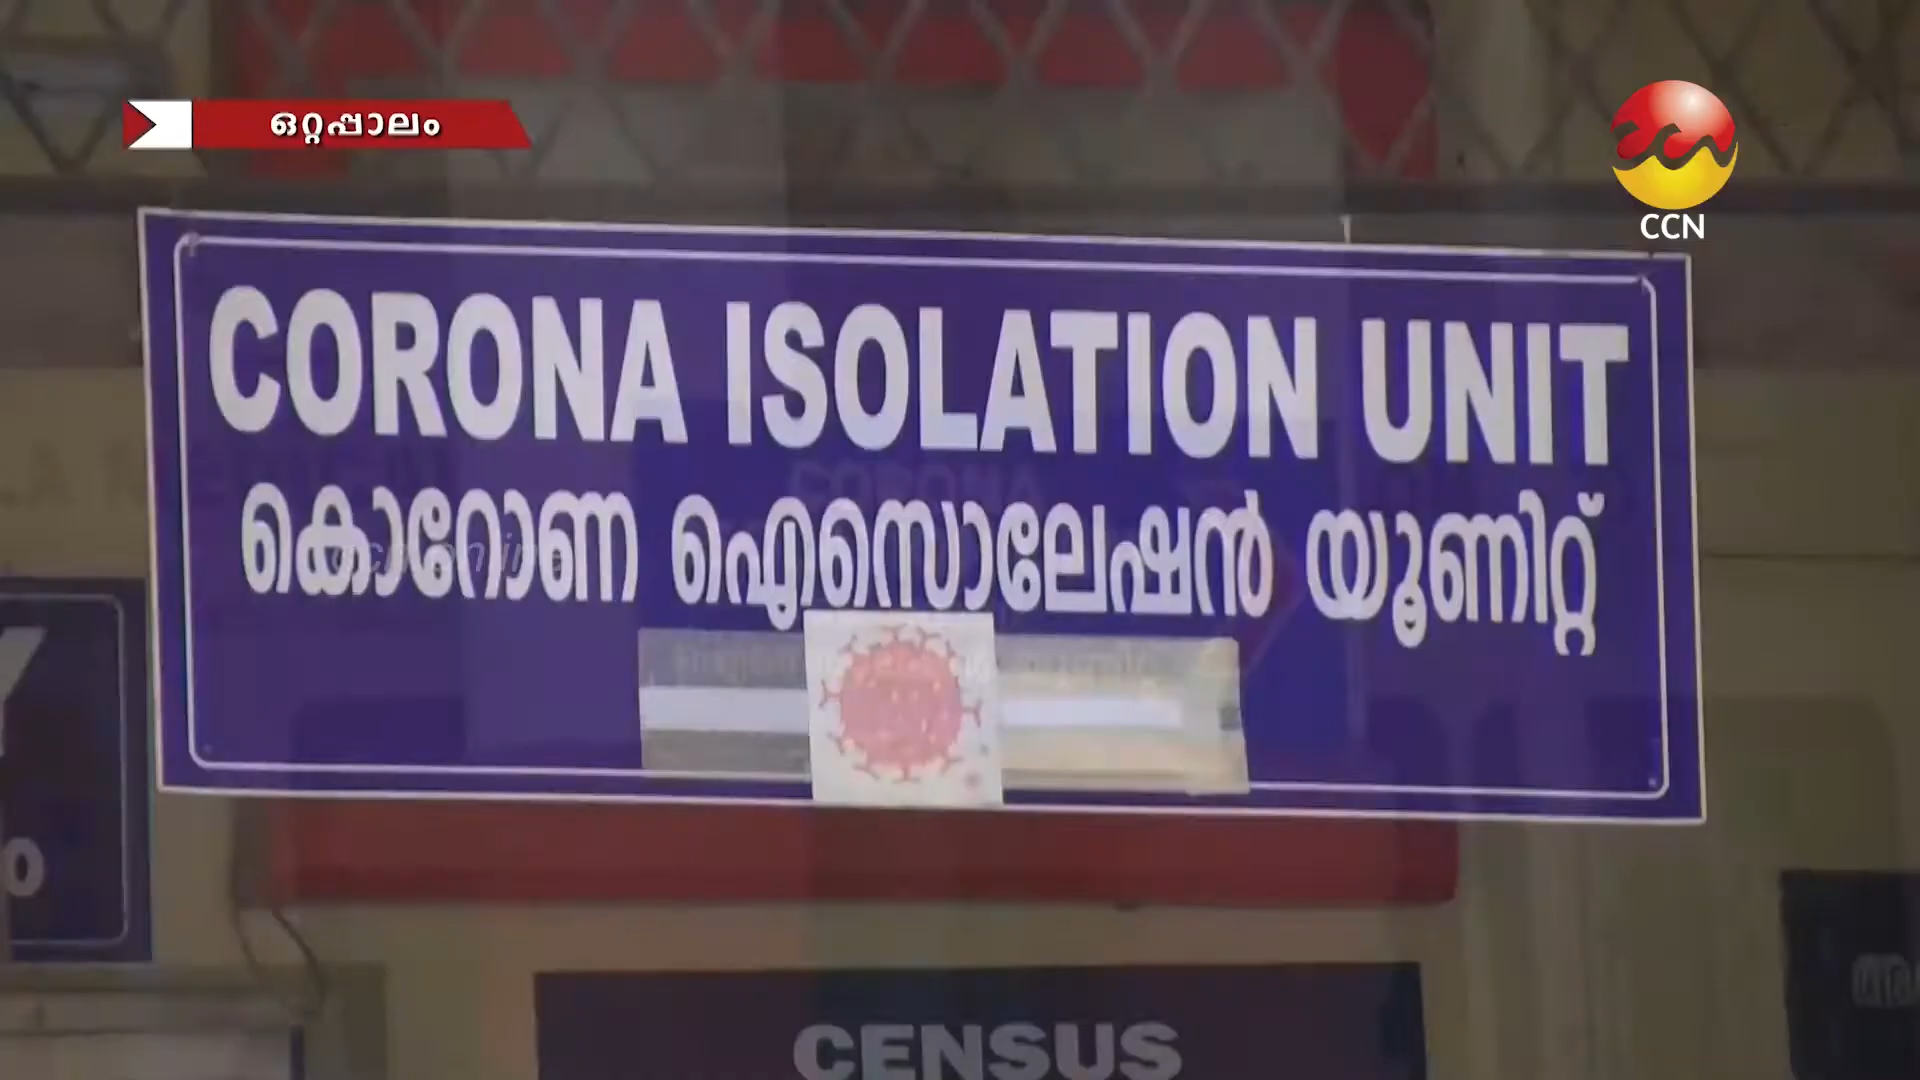 ഒറ്റപ്പാലം
CCN
CORONA ISOLATION UNIT
കൊറോണ ഐസൊലേഷൻ യൂണിറ്റ്
CENSUS